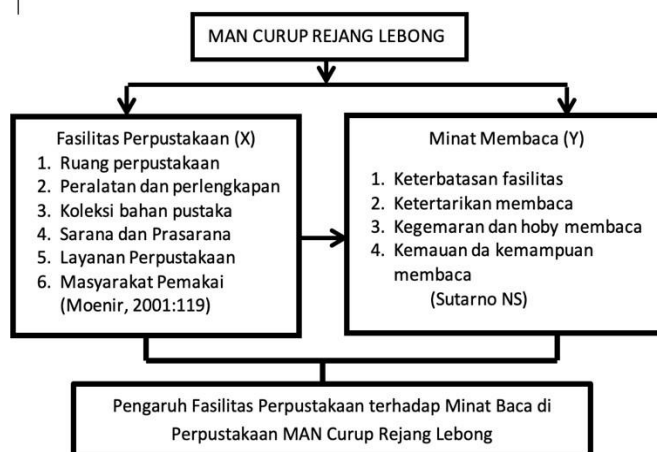 MAN CURUP REJANG LEBONG
Fasilitas Perpustakaan (X)
1. Ruang perpustakaan
2. Peralatan dan perlengkapan
3. Koleksi bahan pustaka
4. Sarana dan Prasarana
5. Layanan Perpustakaan
6. Masyarakat Pemakai
(Moenir, 2001:119)
Minat Membaca (Y)
1. Keterbatasan fasilitas
2. Ketertarikan membaca
3. Kegemaran dan hoby membaca
4. Kemauan da kemampuan
membaca
(Sutarno NS)
Pengaruh Fasilitas Perpustakaan terhadap Minat Baca di
Perpustakaan MAN Curup Rejang Lebong